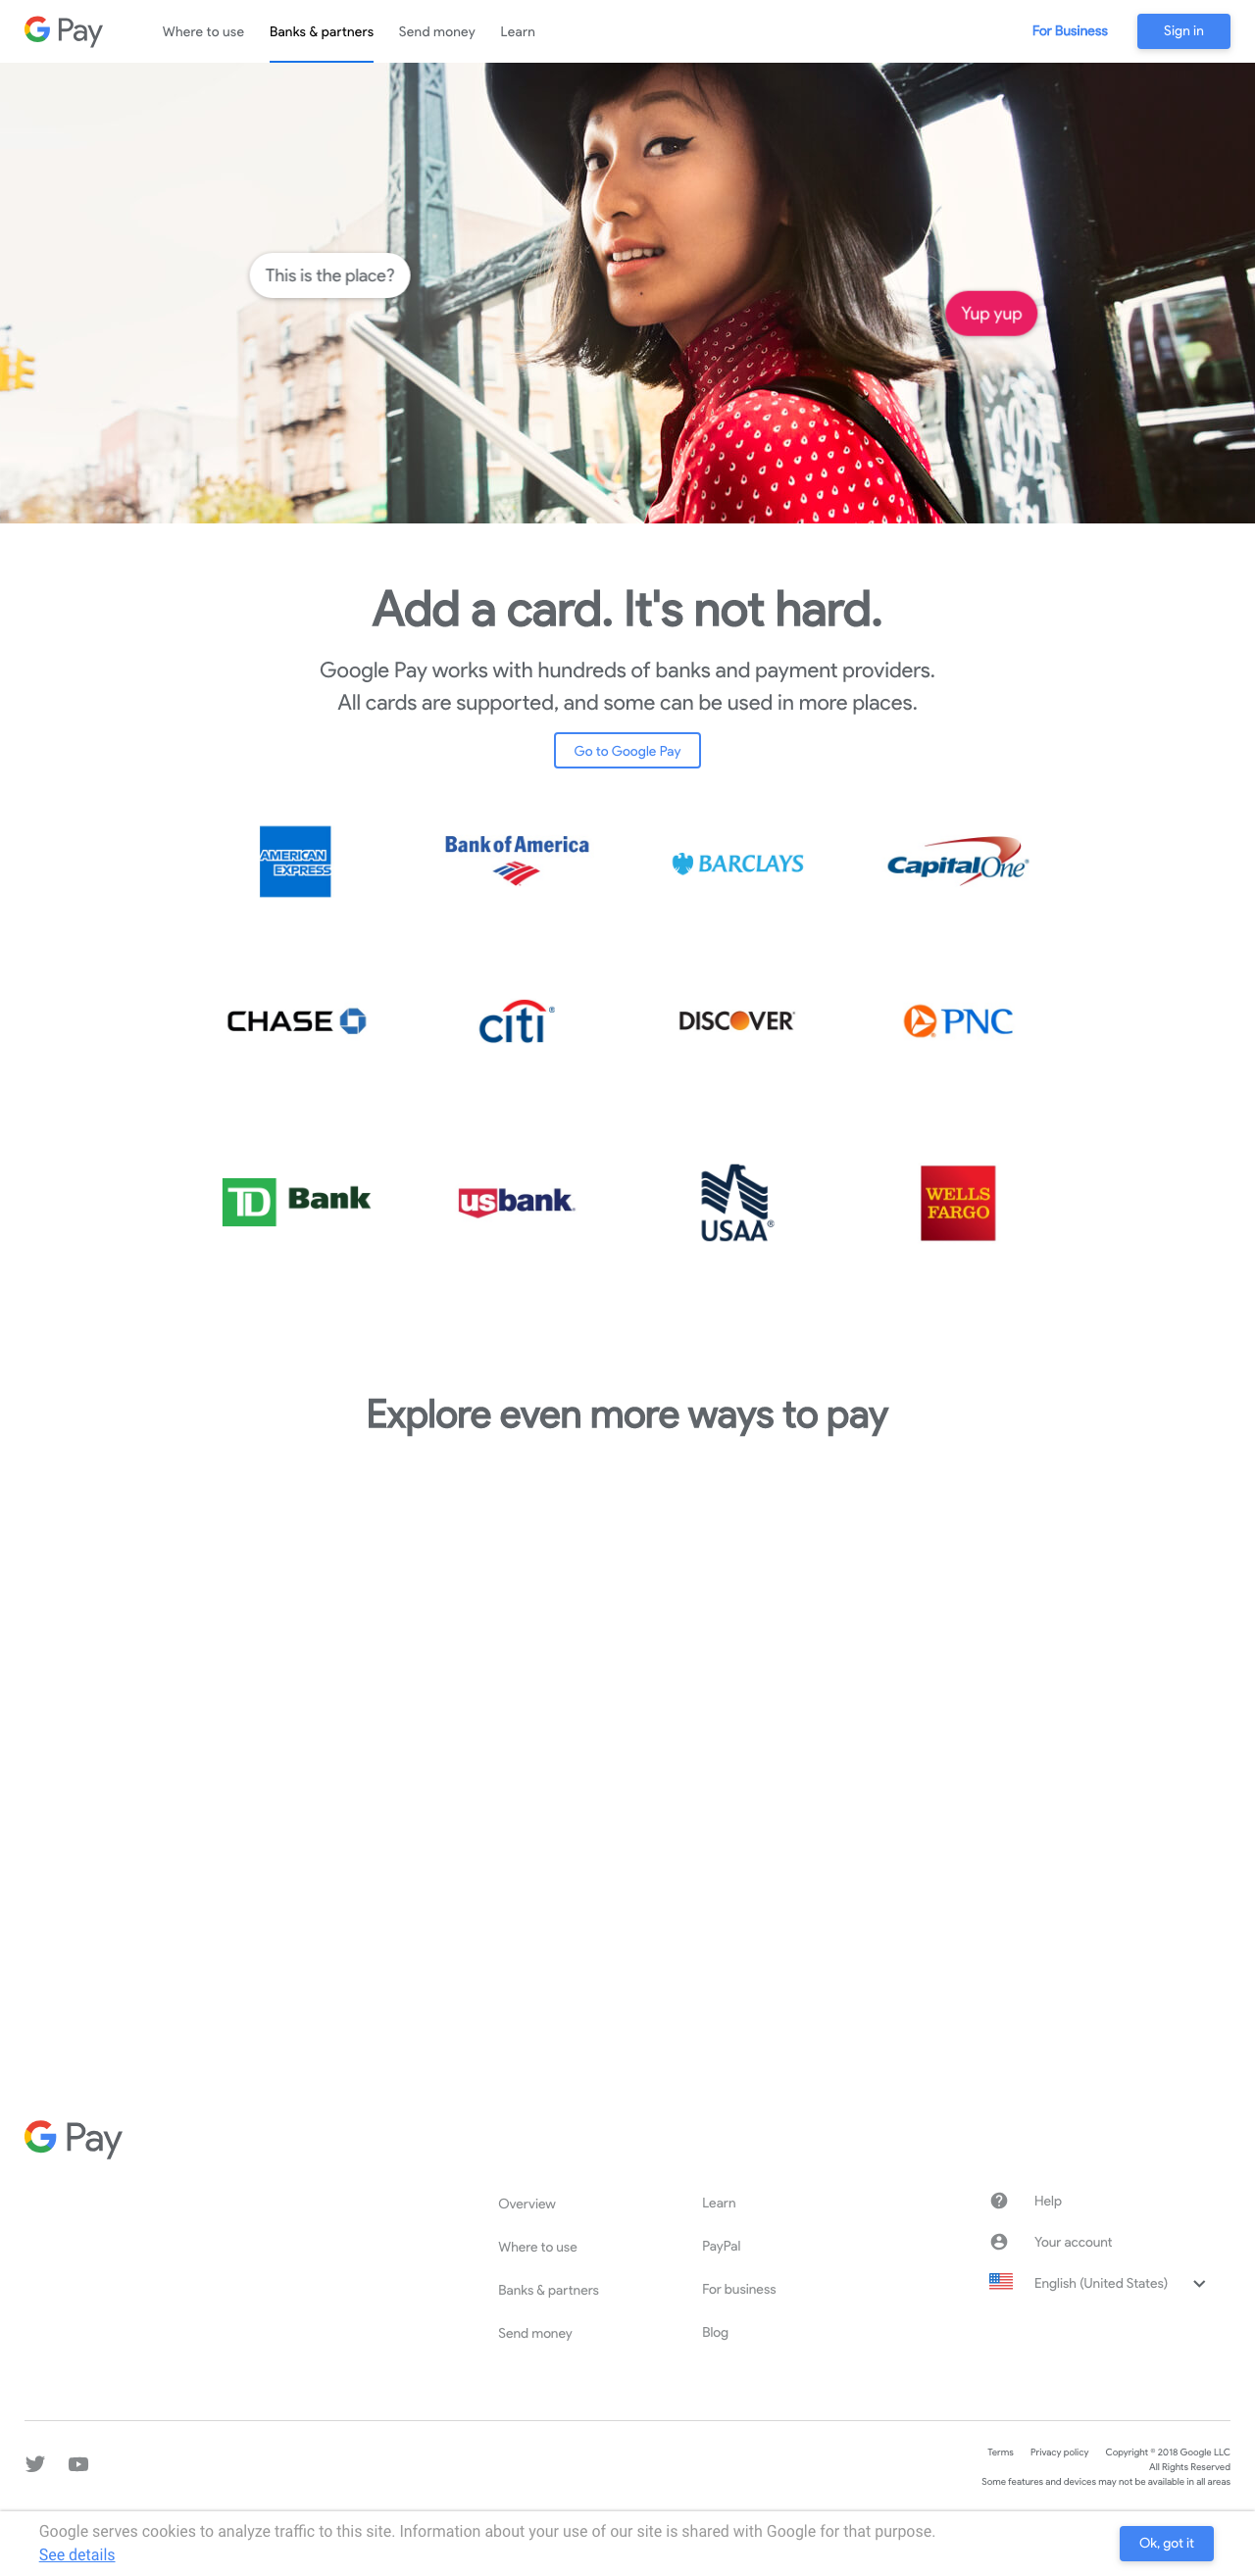 G Pay
Where to use
Banks & partners
Send money
Learn
For Business
Sign in
This is the place?
Yup yup
Add a card. It's not hard.
Google Pay works with hundreds of banks and payment providers.
All cards are supported, and some can be used in more places.
Go to Google Pay
AMERICAN
EXPRESS
Bank of America
BARCLAYS
Capital One®
CHASE
citi®
DISCOVER®
PNC
TD Bank
usbank®
USAA®
WELLS
FARGO
Explore even more ways to pay
G Pay
Overview
Where to use
Banks & partners
Send money
Learn
PayPal
For business
Blog
Help
Your account
English (United States)
Terms
Privacy policy
Copyright © 2018 Google LLC
All Rights Reserved
Some features and devices may not be available in all areas
Google serves cookies to analyze traffic to this site. Information about your use of our site is shared with Google for that purpose.
See details
Ok, got it